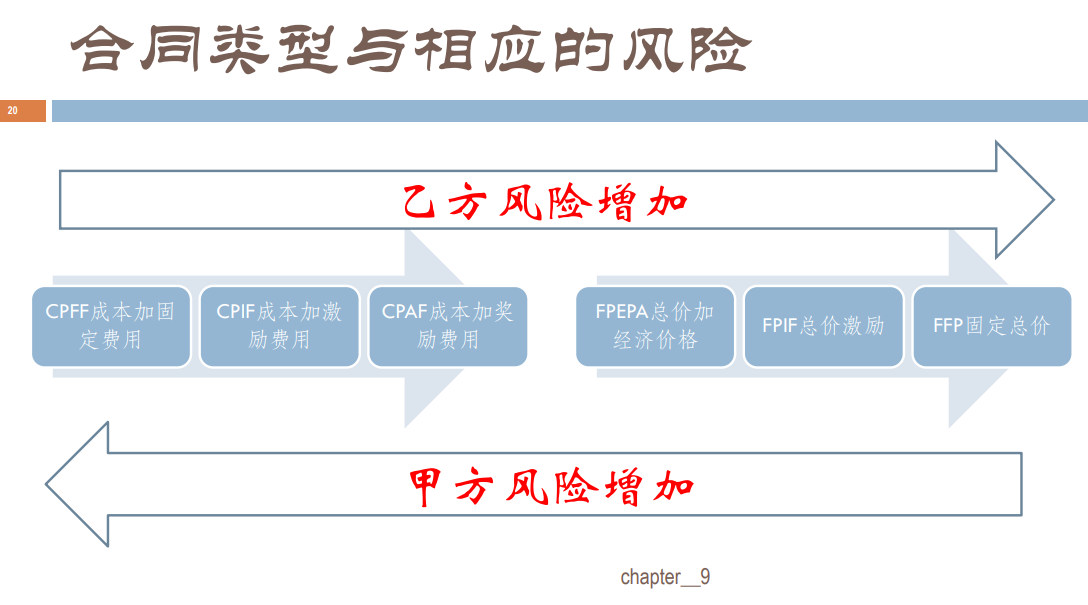 合同类型与相应的风险
20
乙方风险增加
CPFF成本加固
定费用
CPIF成本加激
励费用
CPAF成本加奖
励费用
FPEPA总价加
经济价格
FPIF总价激励
FFP固定总价
甲方风险增加
chapter__9